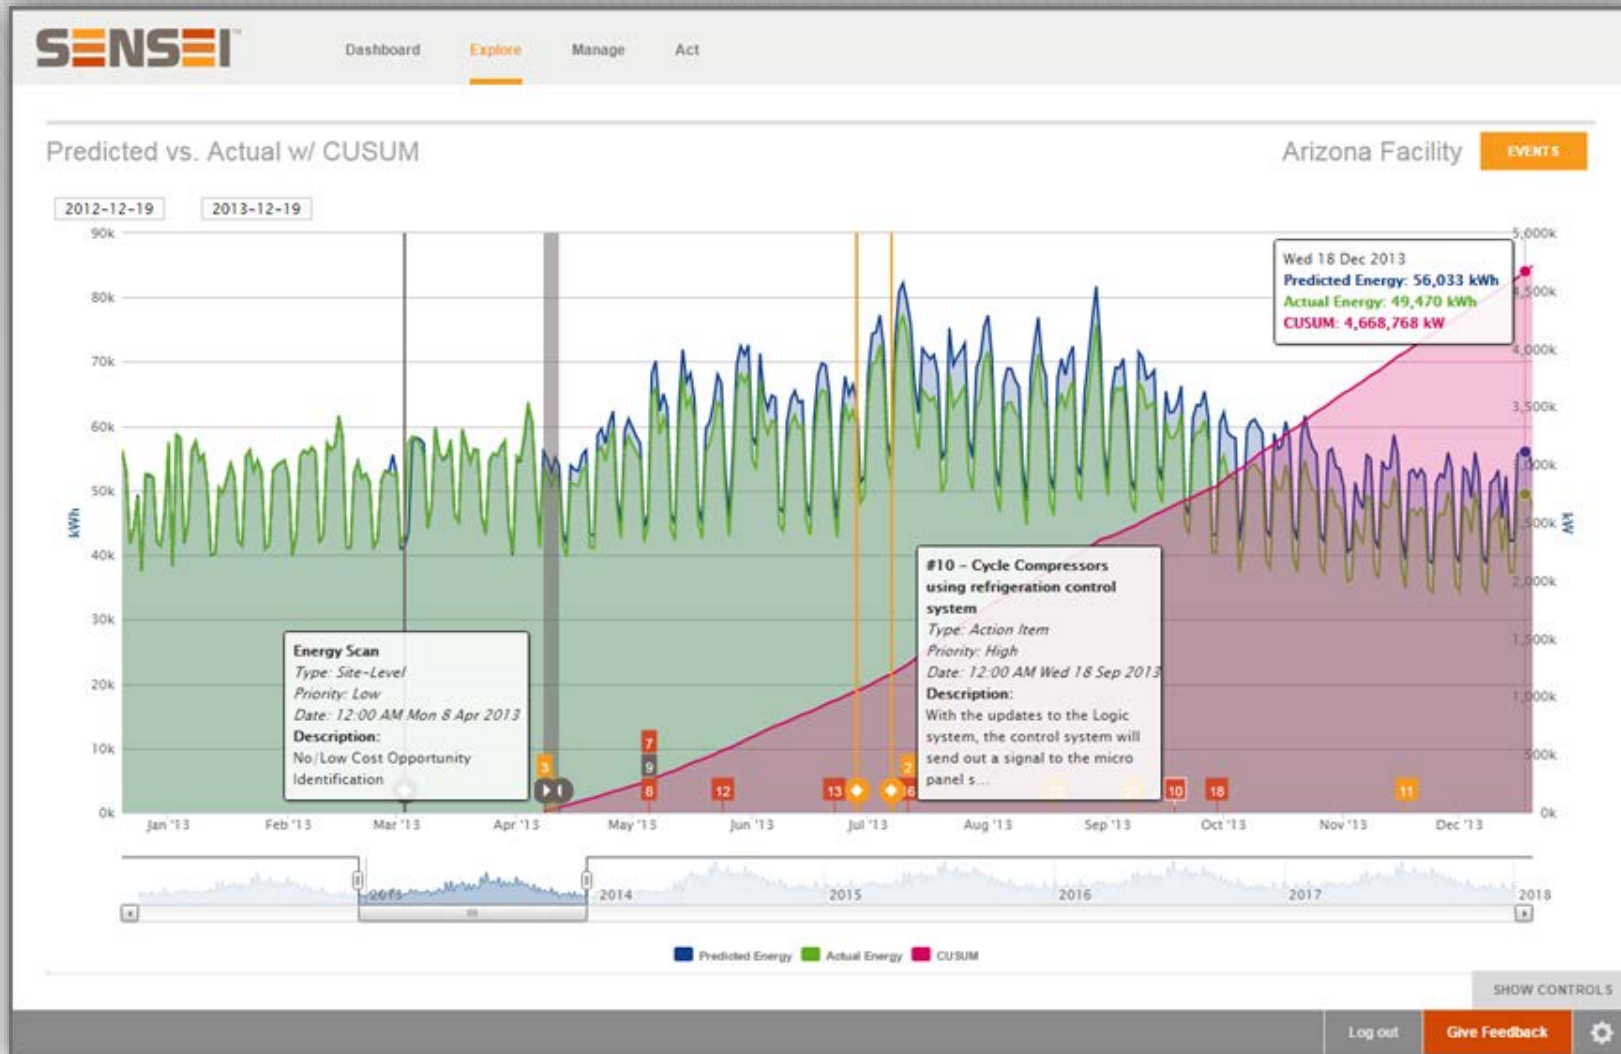 SENSEI™
Dashboard Explore Manage Act
Predicted vs. Actual w/ CUSUM
Arizona Facility
EVENTS
2012-12-19 2013-12-19
90k
80k
70k
60k
50k
40k
30k
20k
10k
0k
kWh
5,000k
4,500k
4,000k
3,500k
3,000k
2,500k
2,000k
1,500k
1,000k
500k
0k
kW
Wed 18 Dec 2013
Predicted Energy: 56,033 kWh
Actual Energy: 49,470 kWh
CUSUM: 4,668,768 kW
Energy Scan
Type: Site-Level
Priority: Low
Date: 12:00 AM Mon 8 Apr 2013
Description:
No/Low Cost Opportunity
Identification
#10 - Cycle Compressors
using refrigeration control
system
Type: Action Item
Priority: High
Date: 12:00 AM Wed 18 Sep 2013
Description:
With the updates to the Logic
system, the control system will
send out a signal to the micro
panel s...
3
7
9
8
12
13
2
16
10
18
11
Jan '13 Feb '13 Mar '13 Apr '13 May '13 Jun '13 Jul '13 Aug '13 Sep '13 Oct '13 Nov '13 Dec '13
2013 2014 2015 2016 2017 2018
Predicted Energy Actual Energy CUSUM
SHOW CONTROLS
Log out Give Feedback